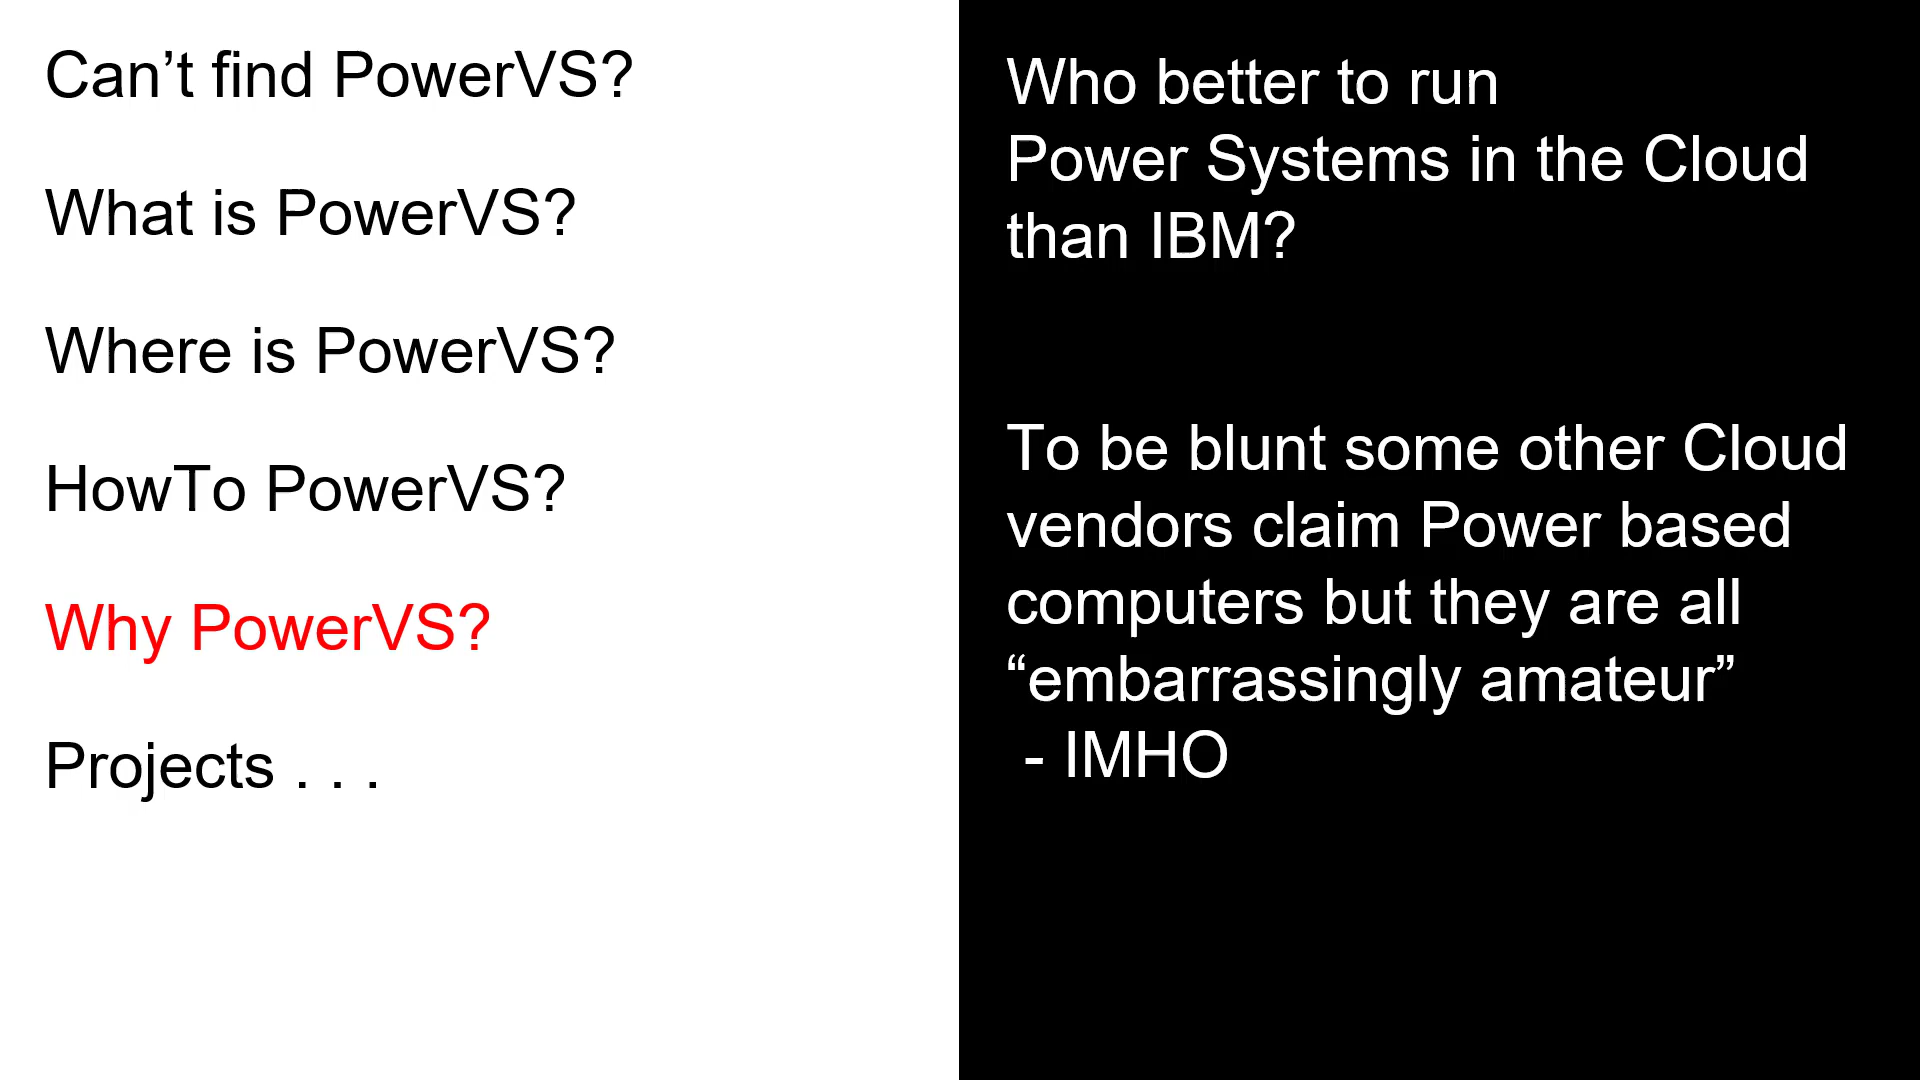 Can’t find PowerVS?
What is PowerVS?
Where is PowerVS?
HowTo PowerVS?
Why PowerVS?
Projects . . .
Who better to run
Power Systems in the Cloud
than IBM?
To be blunt some other Cloud
vendors claim Power based
computers but they are all
“embarrassingly amateur”
- IMHO